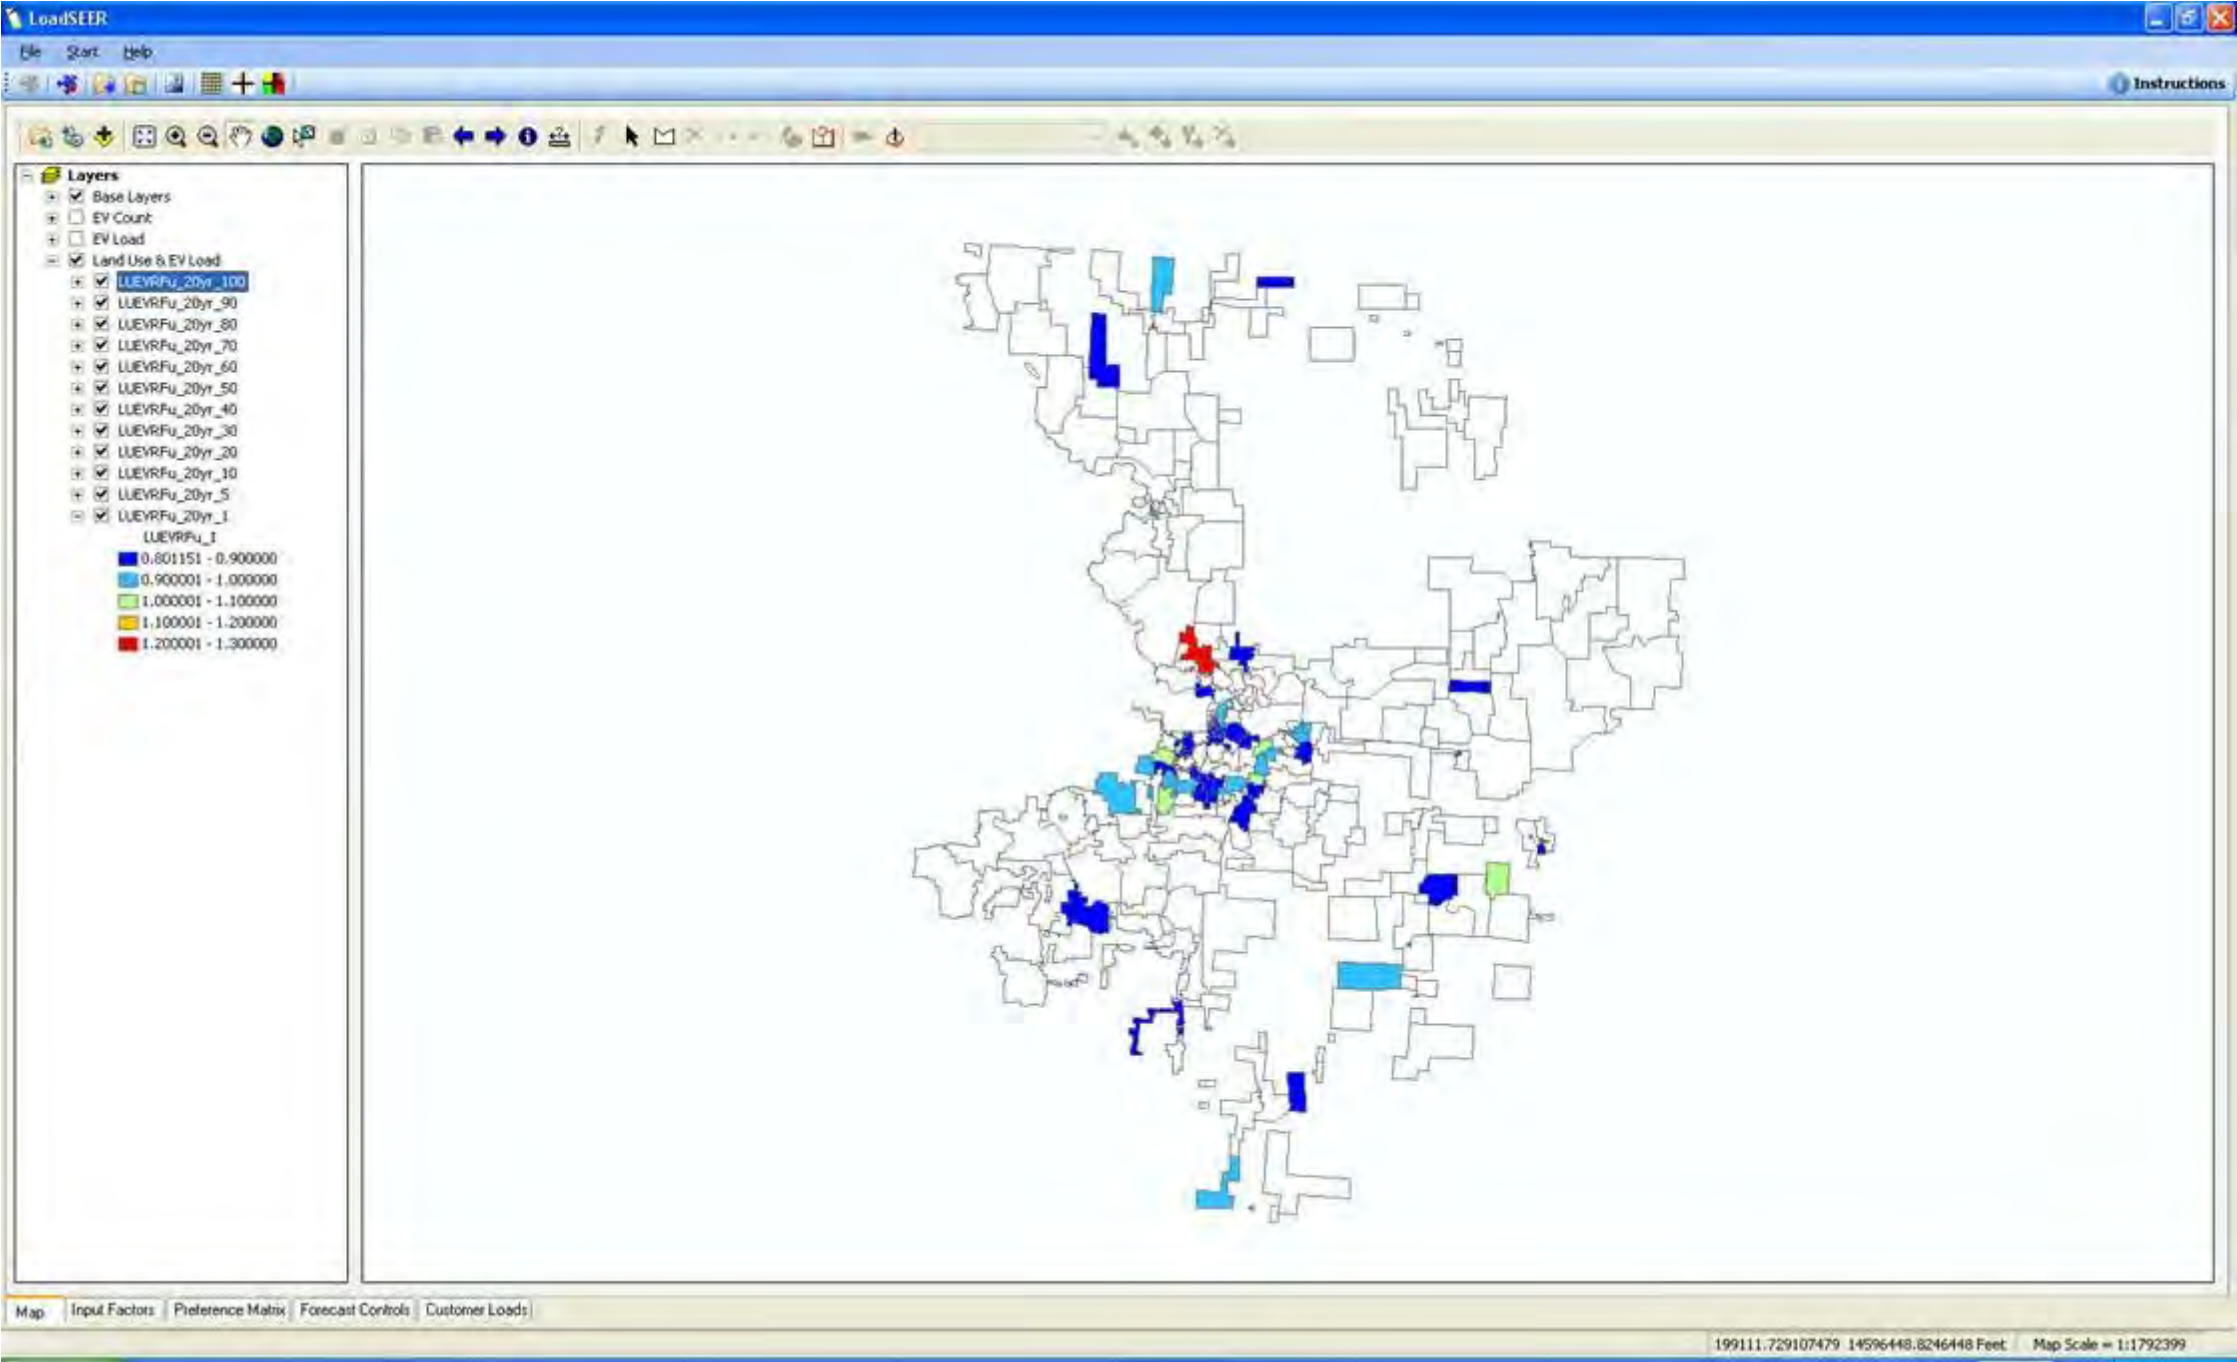 LoadSEER
File Start Help
Instructions
Layers
Base Layers
EV Count
EV Load
Land Use & EV Load
LUEVRFu_20yr_100
LUEVRFu_20yr_90
LUEVRFu_20yr_80
LUEVRFu_20yr_70
LUEVRFu_20yr_60
LUEVRFu_20yr_50
LUEVRFu_20yr_40
LUEVRFu_20yr_30
LUEVRFu_20yr_20
LUEVRFu_20yr_10
LUEVRFu_20yr_5
LUEVRFu_20yr_1
LUEVRFu_1
0.801151 - 0.900000
0.900001 - 1.000000
1.000001 - 1.100000
1.100001 - 1.200000
1.200001 - 1.300000
Map Input Factors Preference Matrix Forecast Controls Customer Loads
199111.729107479 14596448.8246448 Feet Map Scale = 1:1792399